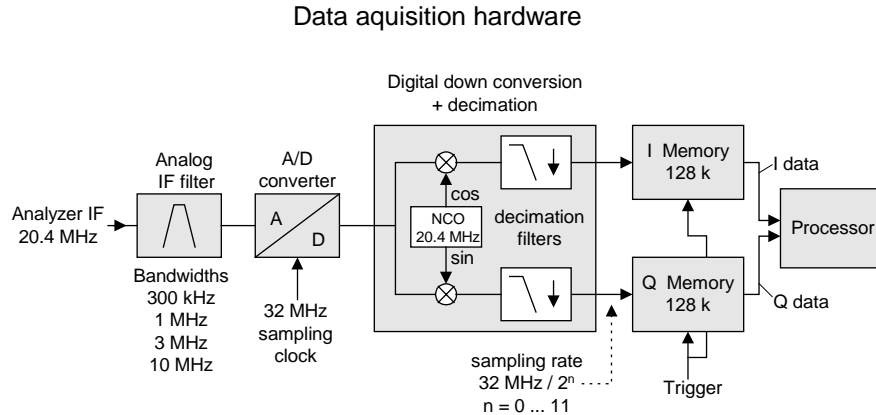 Data aquisition hardware
Digital down conversion
+ decimation
Analog
IF filter
A/D
converter
Analyzer IF
20.4 MHz
A
D
cos
NCO
20.4 MHz
sin
decimation
filters
I Memory
128 k
I data
Processor
Q Memory
128 k
Q data
Bandwidths
300 kHz
1 MHz
3 MHz
10 MHz
32 MHz
sampling
clock
sampling rate
32 MHz / 2ⁿ
n = 0 ... 11
Trigger